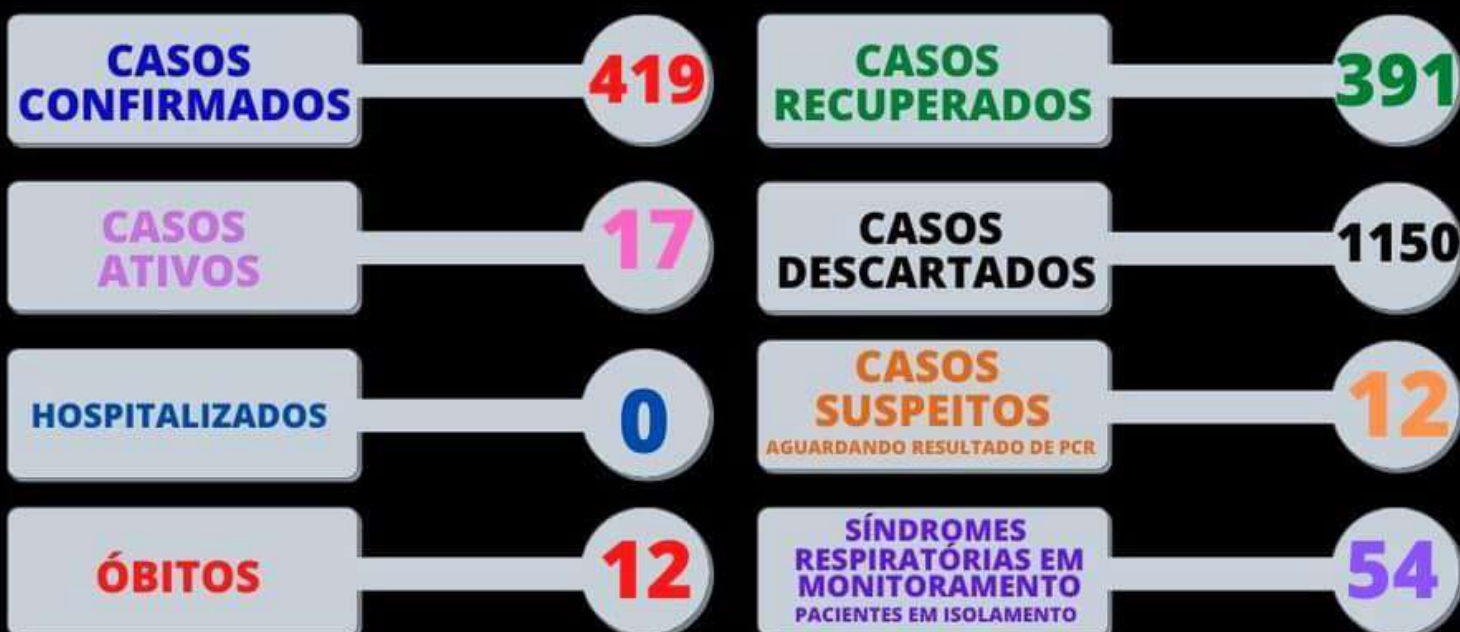 CASOS
CONFIRMADOS
419
CASOS
RECUPERADOS
391
CASOS
ATIVOS
17
CASOS
DESCARTADOS
1150
HOSPITALIZADOS
0
CASOS
SUSPEITOS
AGUARDANDO RESULTADO DE PCR
12
ÓBITOS
12
SÍNDROMES
RESPIRATÓRIAS EM
MONITORAMENTO
PACIENTES EM ISOLAMENTO
54